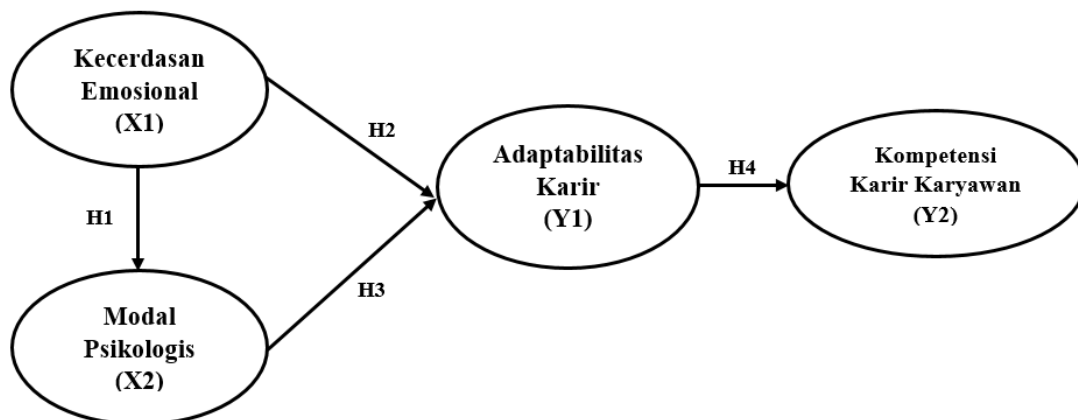 Kecerdasan
Emosional
(X1)
H1
Modal
Psikologis
(X2)
H2
H3
Adaptabilitas
Karir
(Y1)
H4
Kompetensi
Karir Karyawan
(Y2)